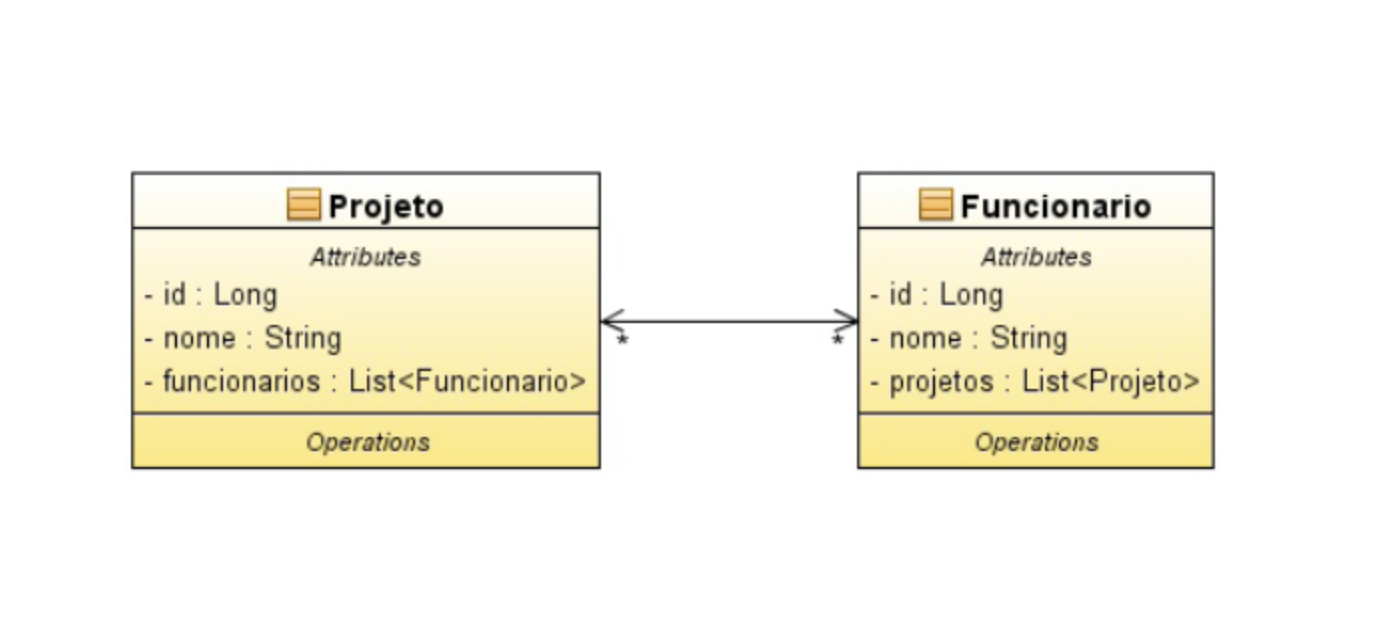 Projeto
Attributes
- id : Long
- nome : String
- funcionarios : List<Funcionario>
Operations
*
*
Funcionario
Attributes
- id : Long
- nome : String
- projetos : List<Projeto>
Operations